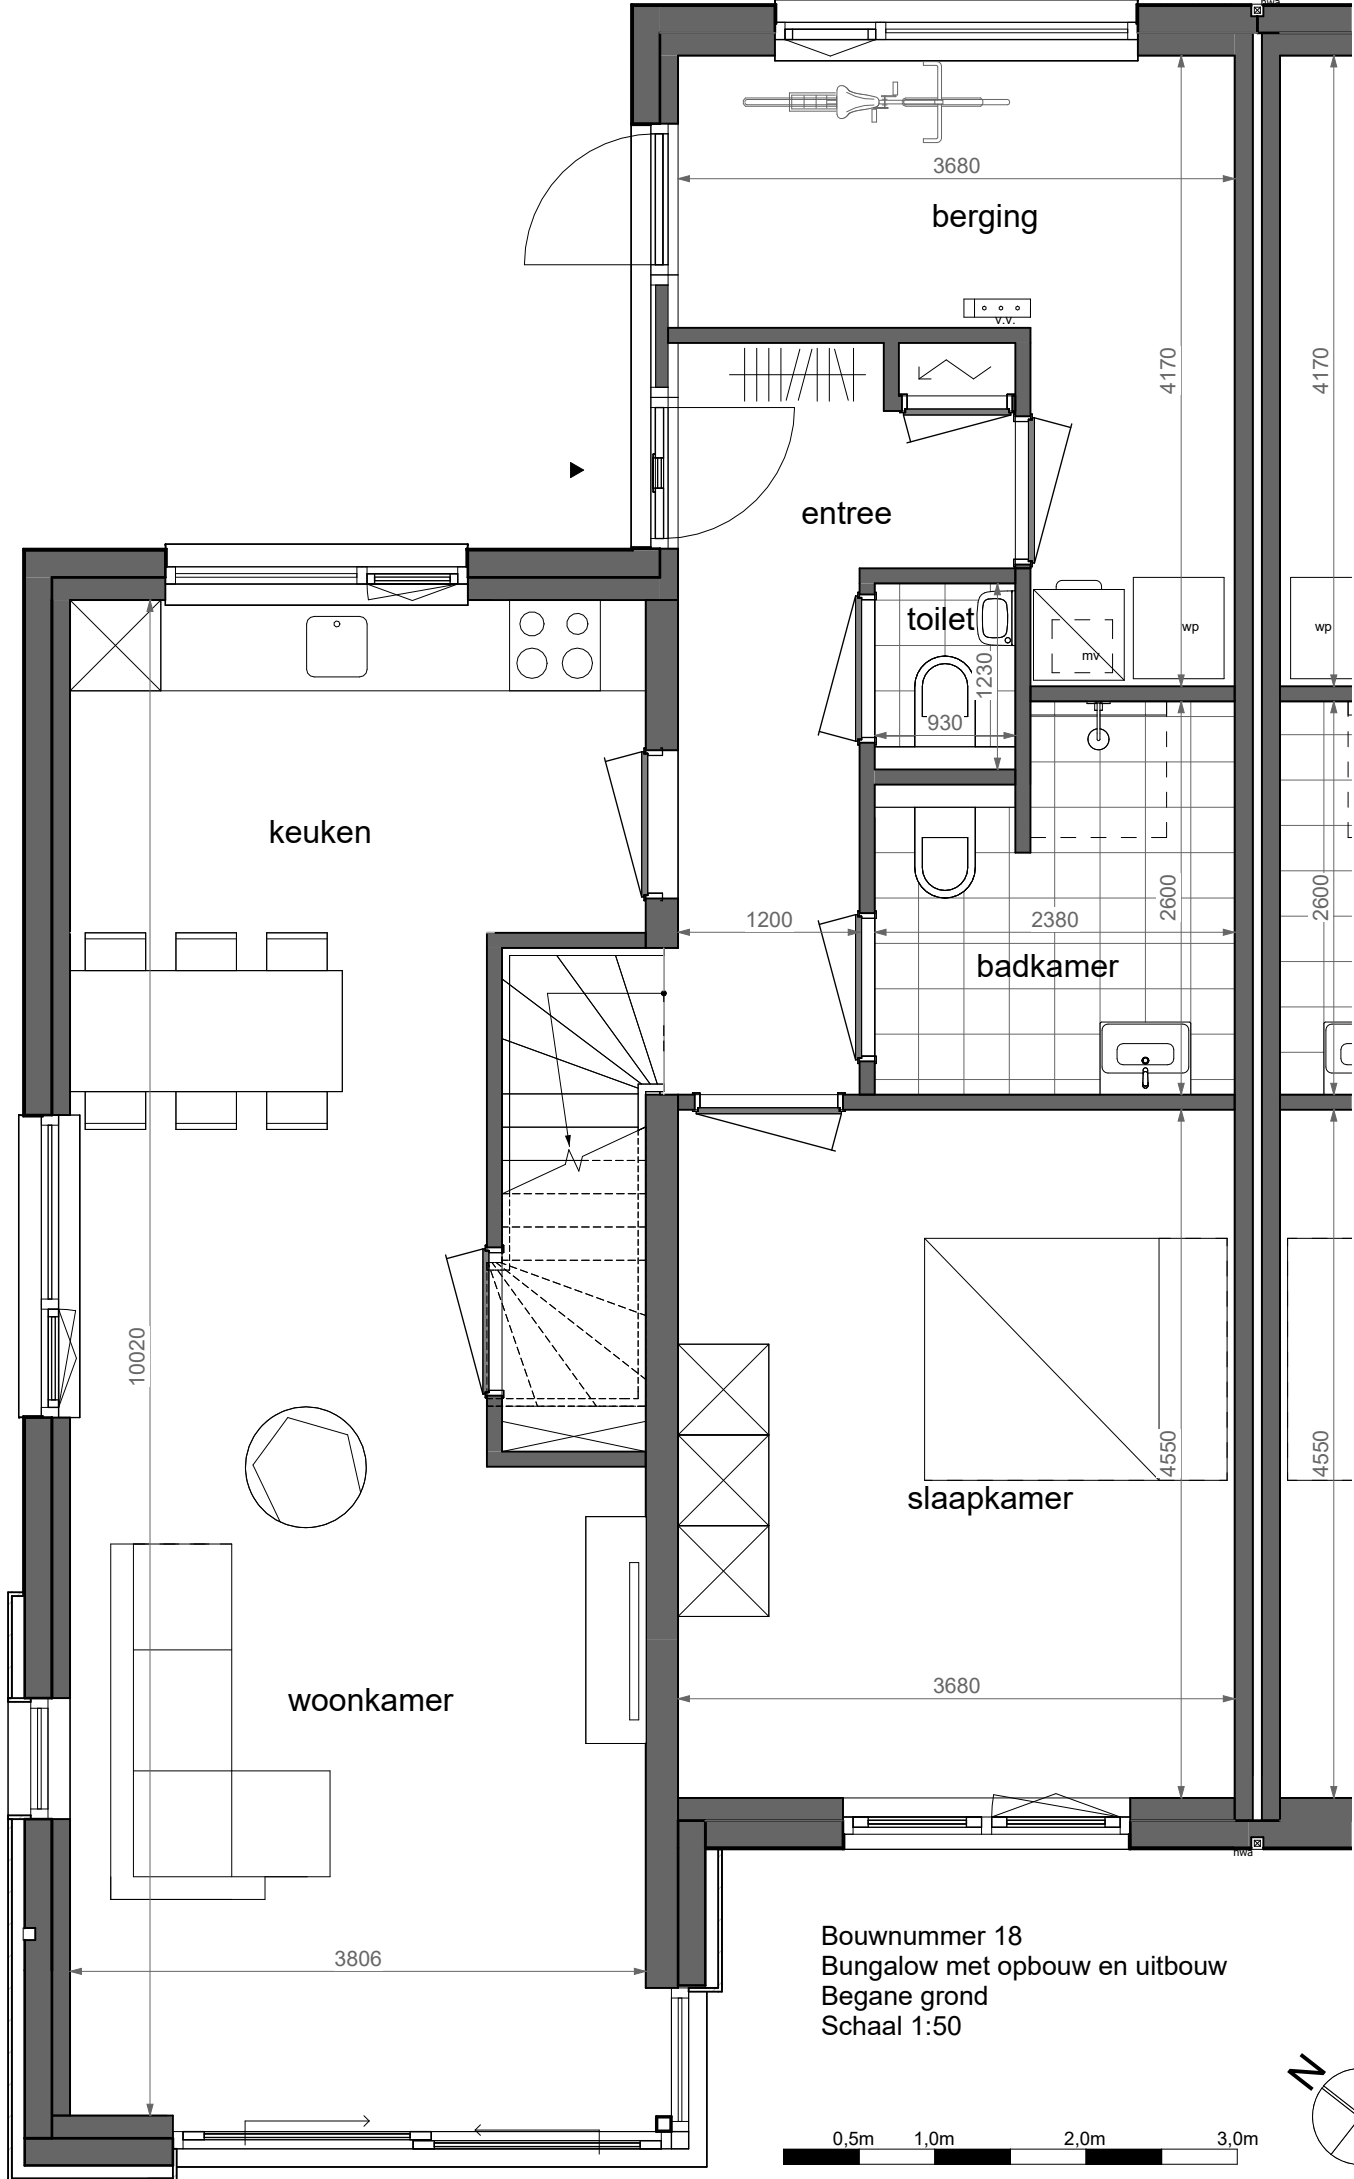 hwa
3680
berging
v.v.
4170
4170
entree
toilet
1230
930
mv
wp
wp
keuken
1200
2380
2600
2600
badkamer
10020
4550
4550
slaapkamer
3680
woonkamer
3806
Bouwnummer 18
Bungalow met opbouw en uitbouw
Begane grond
Schaal 1:50
hwa
N
0,5m 1,0m 2,0m 3,0m